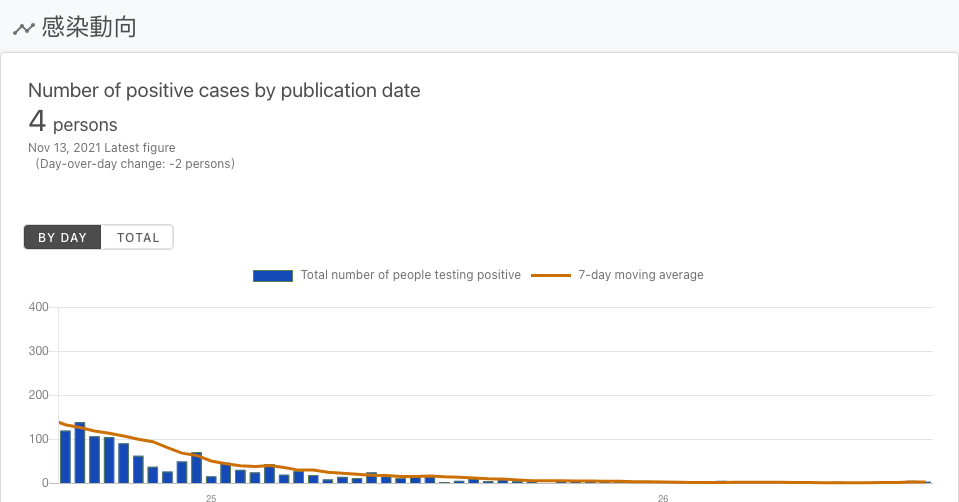 感染動向
Number of positive cases by publication date
4 persons
Nov 13, 2021 Latest figure
(Day-over-day change: -2 persons)
BY DAY TOTAL
Total number of people testing positive 7-day moving average
400
300
200
100
0
25 26